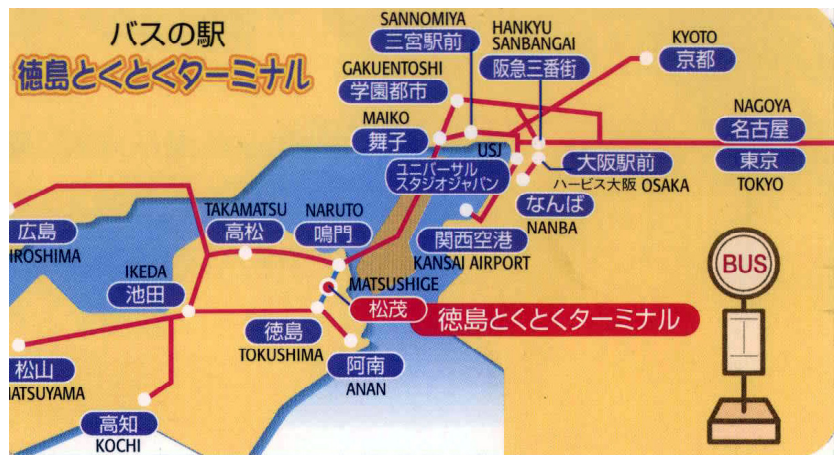 バスの駅
徳島とくとくターミナル
SANNOMIYA
三宮駅前
HANKYU
SANBANGAI
阪急三番街
KYOTO
京都
GAKUENTOSHI
学園都市
MAIKO
舞子
USJ
ユニバーサル
スタジオジャパン
NAGOYA
名古屋
東京
TOKYO
大阪駅前
ハービス大阪 OSAKA
なんば
NANBA
関西空港
KANSAI AIRPORT
広島
IROSHIMA
TAKAMATSU
高松
NARUTO
鳴門
IKEDA
池田
MATSUSHIGE
松茂
徳島とくとくターミナル
徳島
TOKUSHIMA
阿南
ANAN
松山
MATSUYAMA
高知
KOCHI
BUS